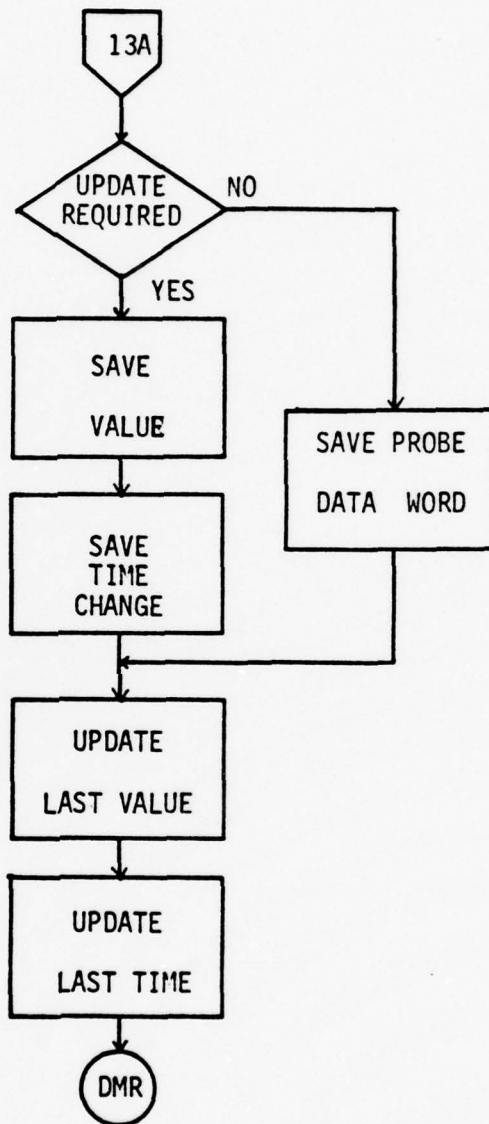 13A
UPDATE
REQUIRED
NO
YES
SAVE
VALUE
SAVE PROBE
DATA WORD
SAVE
TIME
CHANGE
UPDATE
LAST VALUE
UPDATE
LAST TIME
DMR